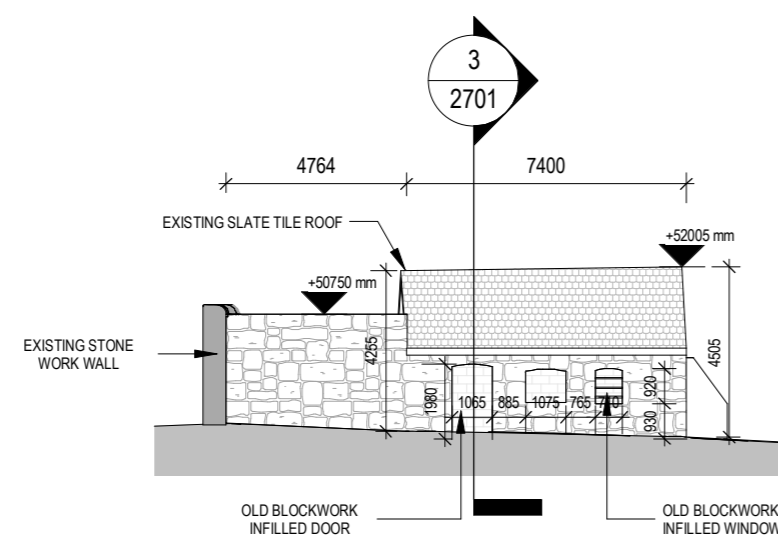 3
2701
4764
7400
EXISTING SLATE TILE ROOF
+52005 mm
+50750 mm
EXISTING STONE
WORK WALL
4255
4505
1980
1065
885
1075
765
920
930
OLD BLOCKWORK
INFILLED DOOR
OLD BLOCKWORK
INFILLED WINDOW